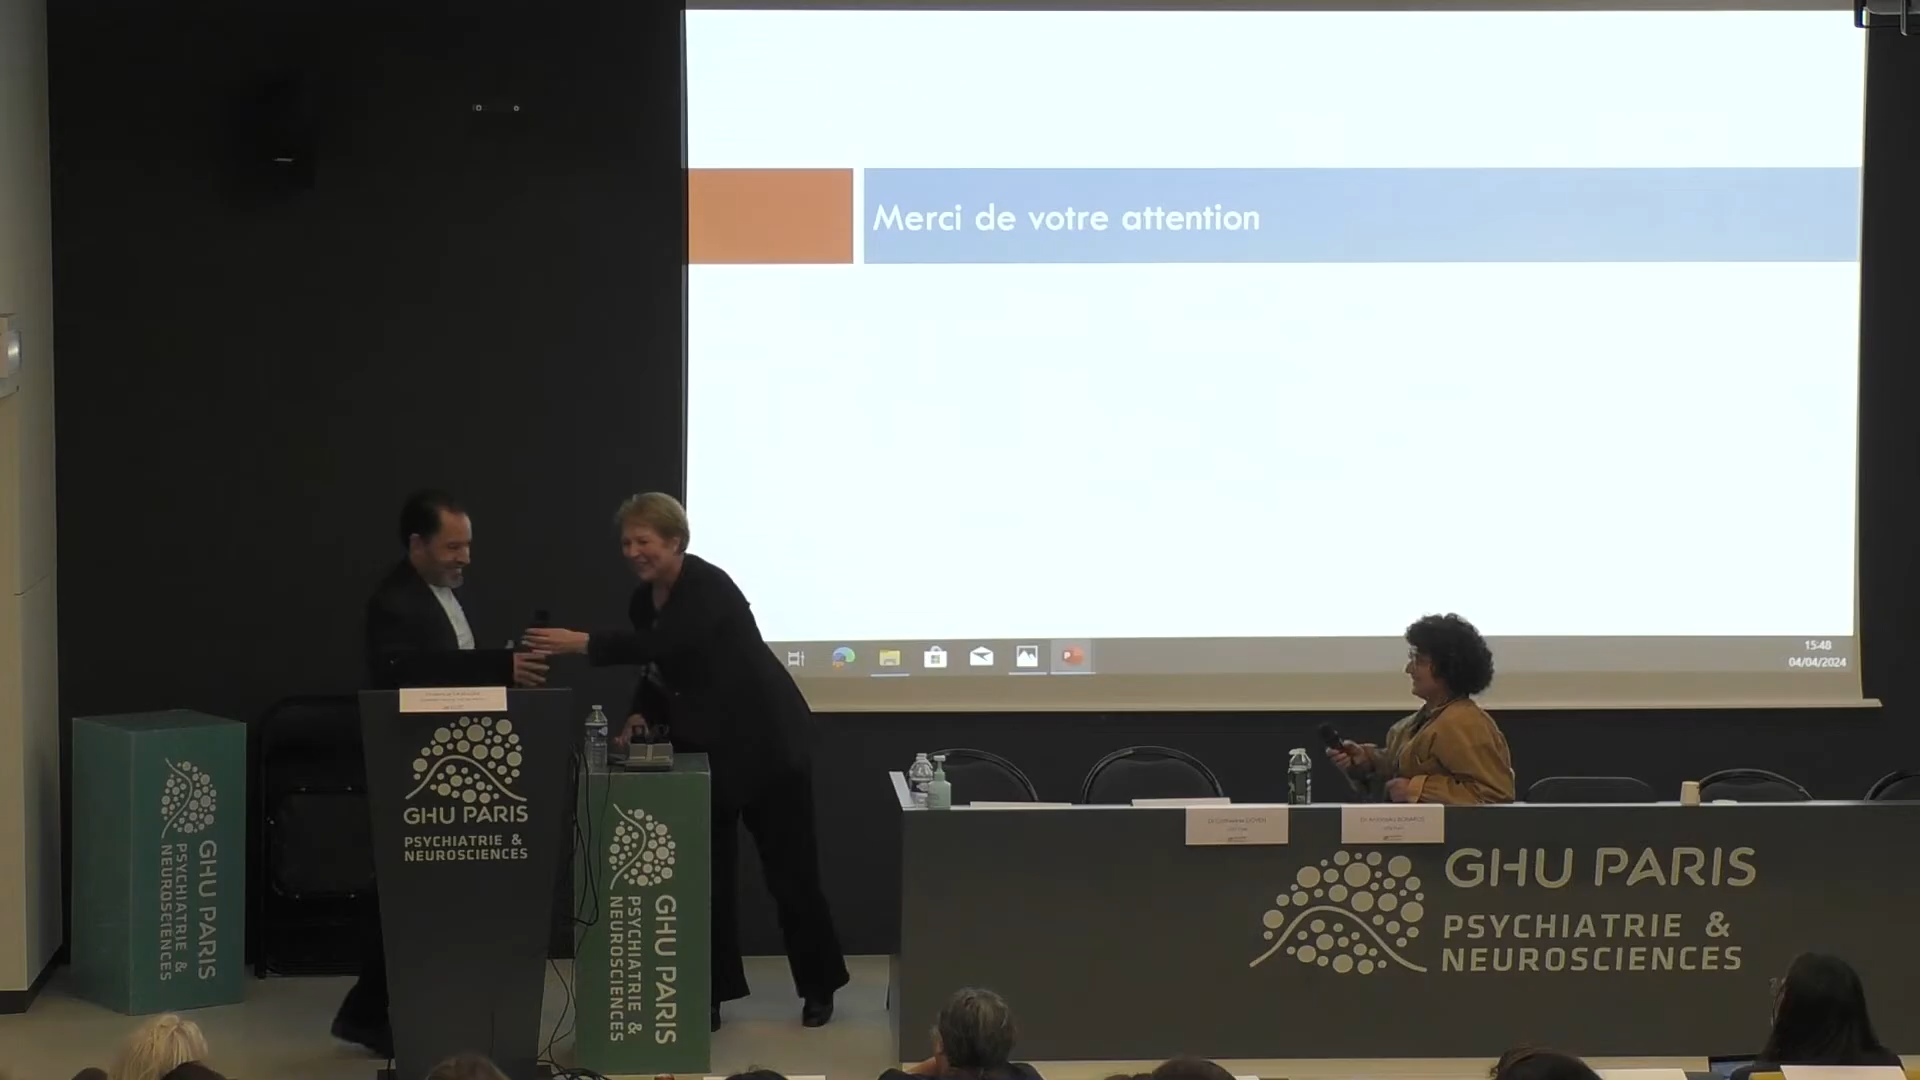 Merci de votre attention
15:48
04/04/2024
GHU PARIS
PSYCHIATRIE &
NEUROSCIENCES
GHU PARIS
PSYCHIATRIE &
NEUROSCIENCES
GHU PARIS
PSYCHIATRIE &
NEUROSCIENCES
GHU PARIS
PSYCHIATRIE &
NEUROSCIENCES